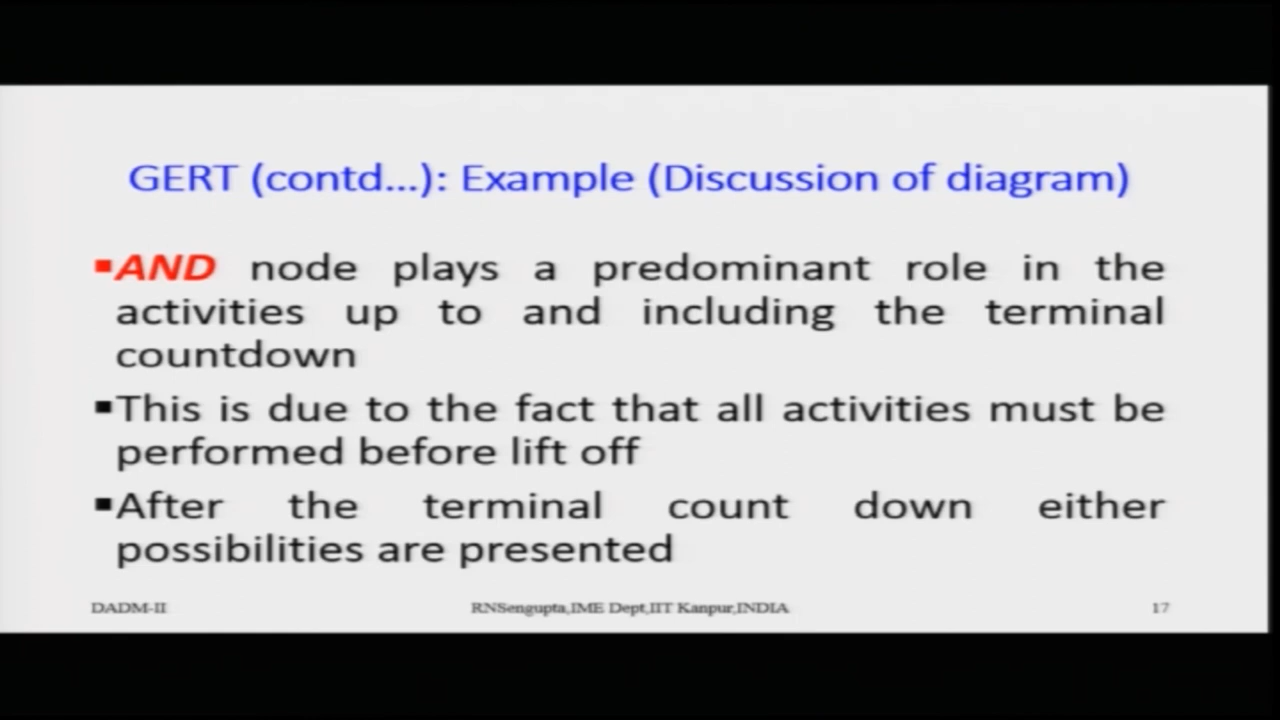 GERT (contd...): Example (Discussion of diagram)
▪AND node plays a predominant role in the
activities up to and including the terminal
countdown
▪This is due to the fact that all activities must be
performed before lift off
▪After the terminal count down either
possibilities are presented
DADM-II RNSengupta,IME Dept,IIT Kanpur,INDIA 17